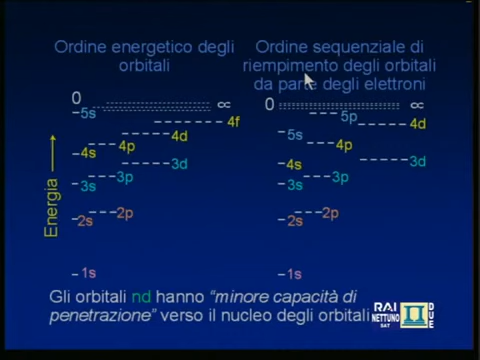 Ordine energetico degli
orbitali
Ordine sequenziale di
riempimento degli orbitali
da parte degli elettroni
0
∝
5s
4f
4d
4p
4s
3d
3p
3s
2p
2s
1s
Energia
0
∝
5p
4d
5s
4p
4s
3d
3p
3s
2p
2s
1s
Gli orbitali nd hanno "minore capacità di
penetrazione" verso il nucleo degli orbitali
RAI
NETTUNO
SAT
DUE